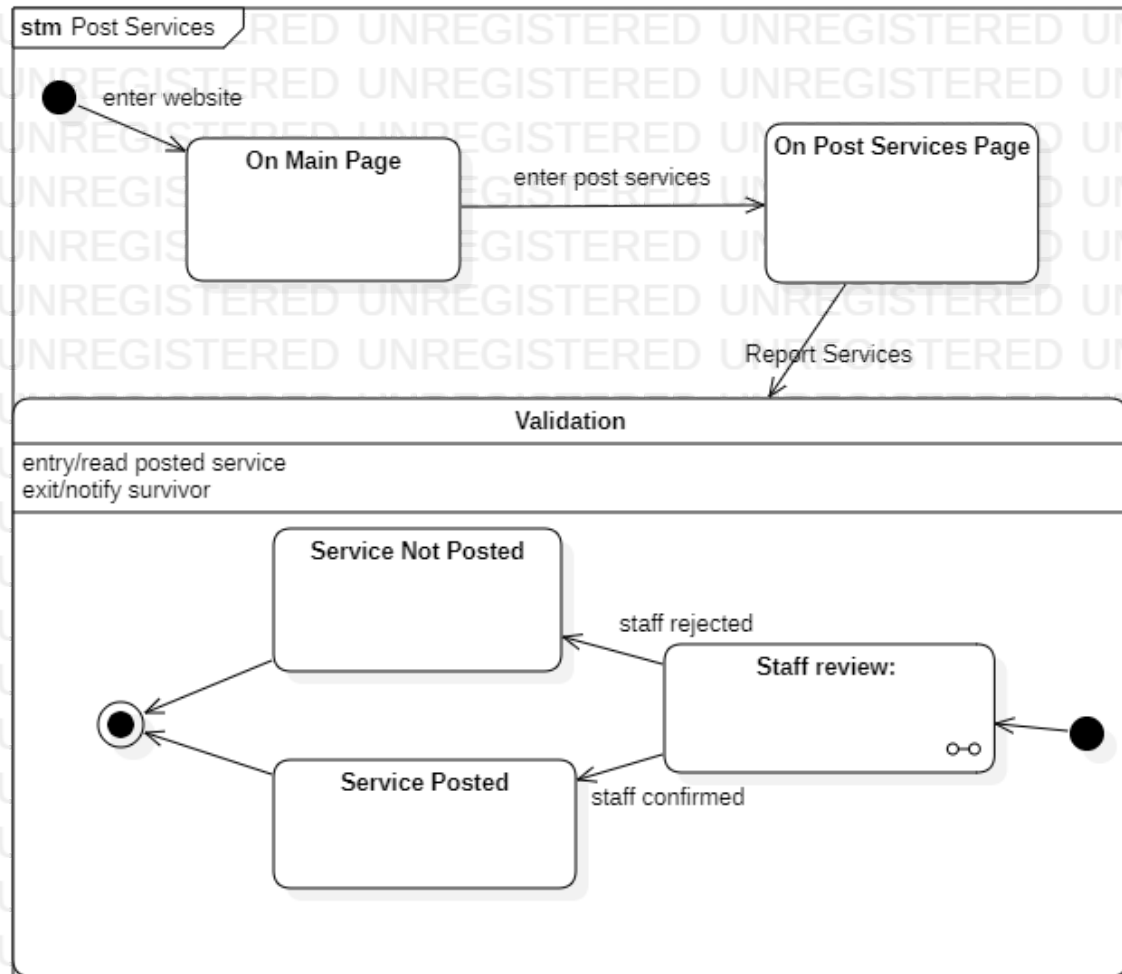 stm Post Services
enter website
On Main Page
On Post Services Page
enter post services
Report Services
Validation
entry/read posted service
exit/notify survivor
Service Not Posted
staff rejected
Staff review:
Service Posted
staff confirmed
UNREGISTERED